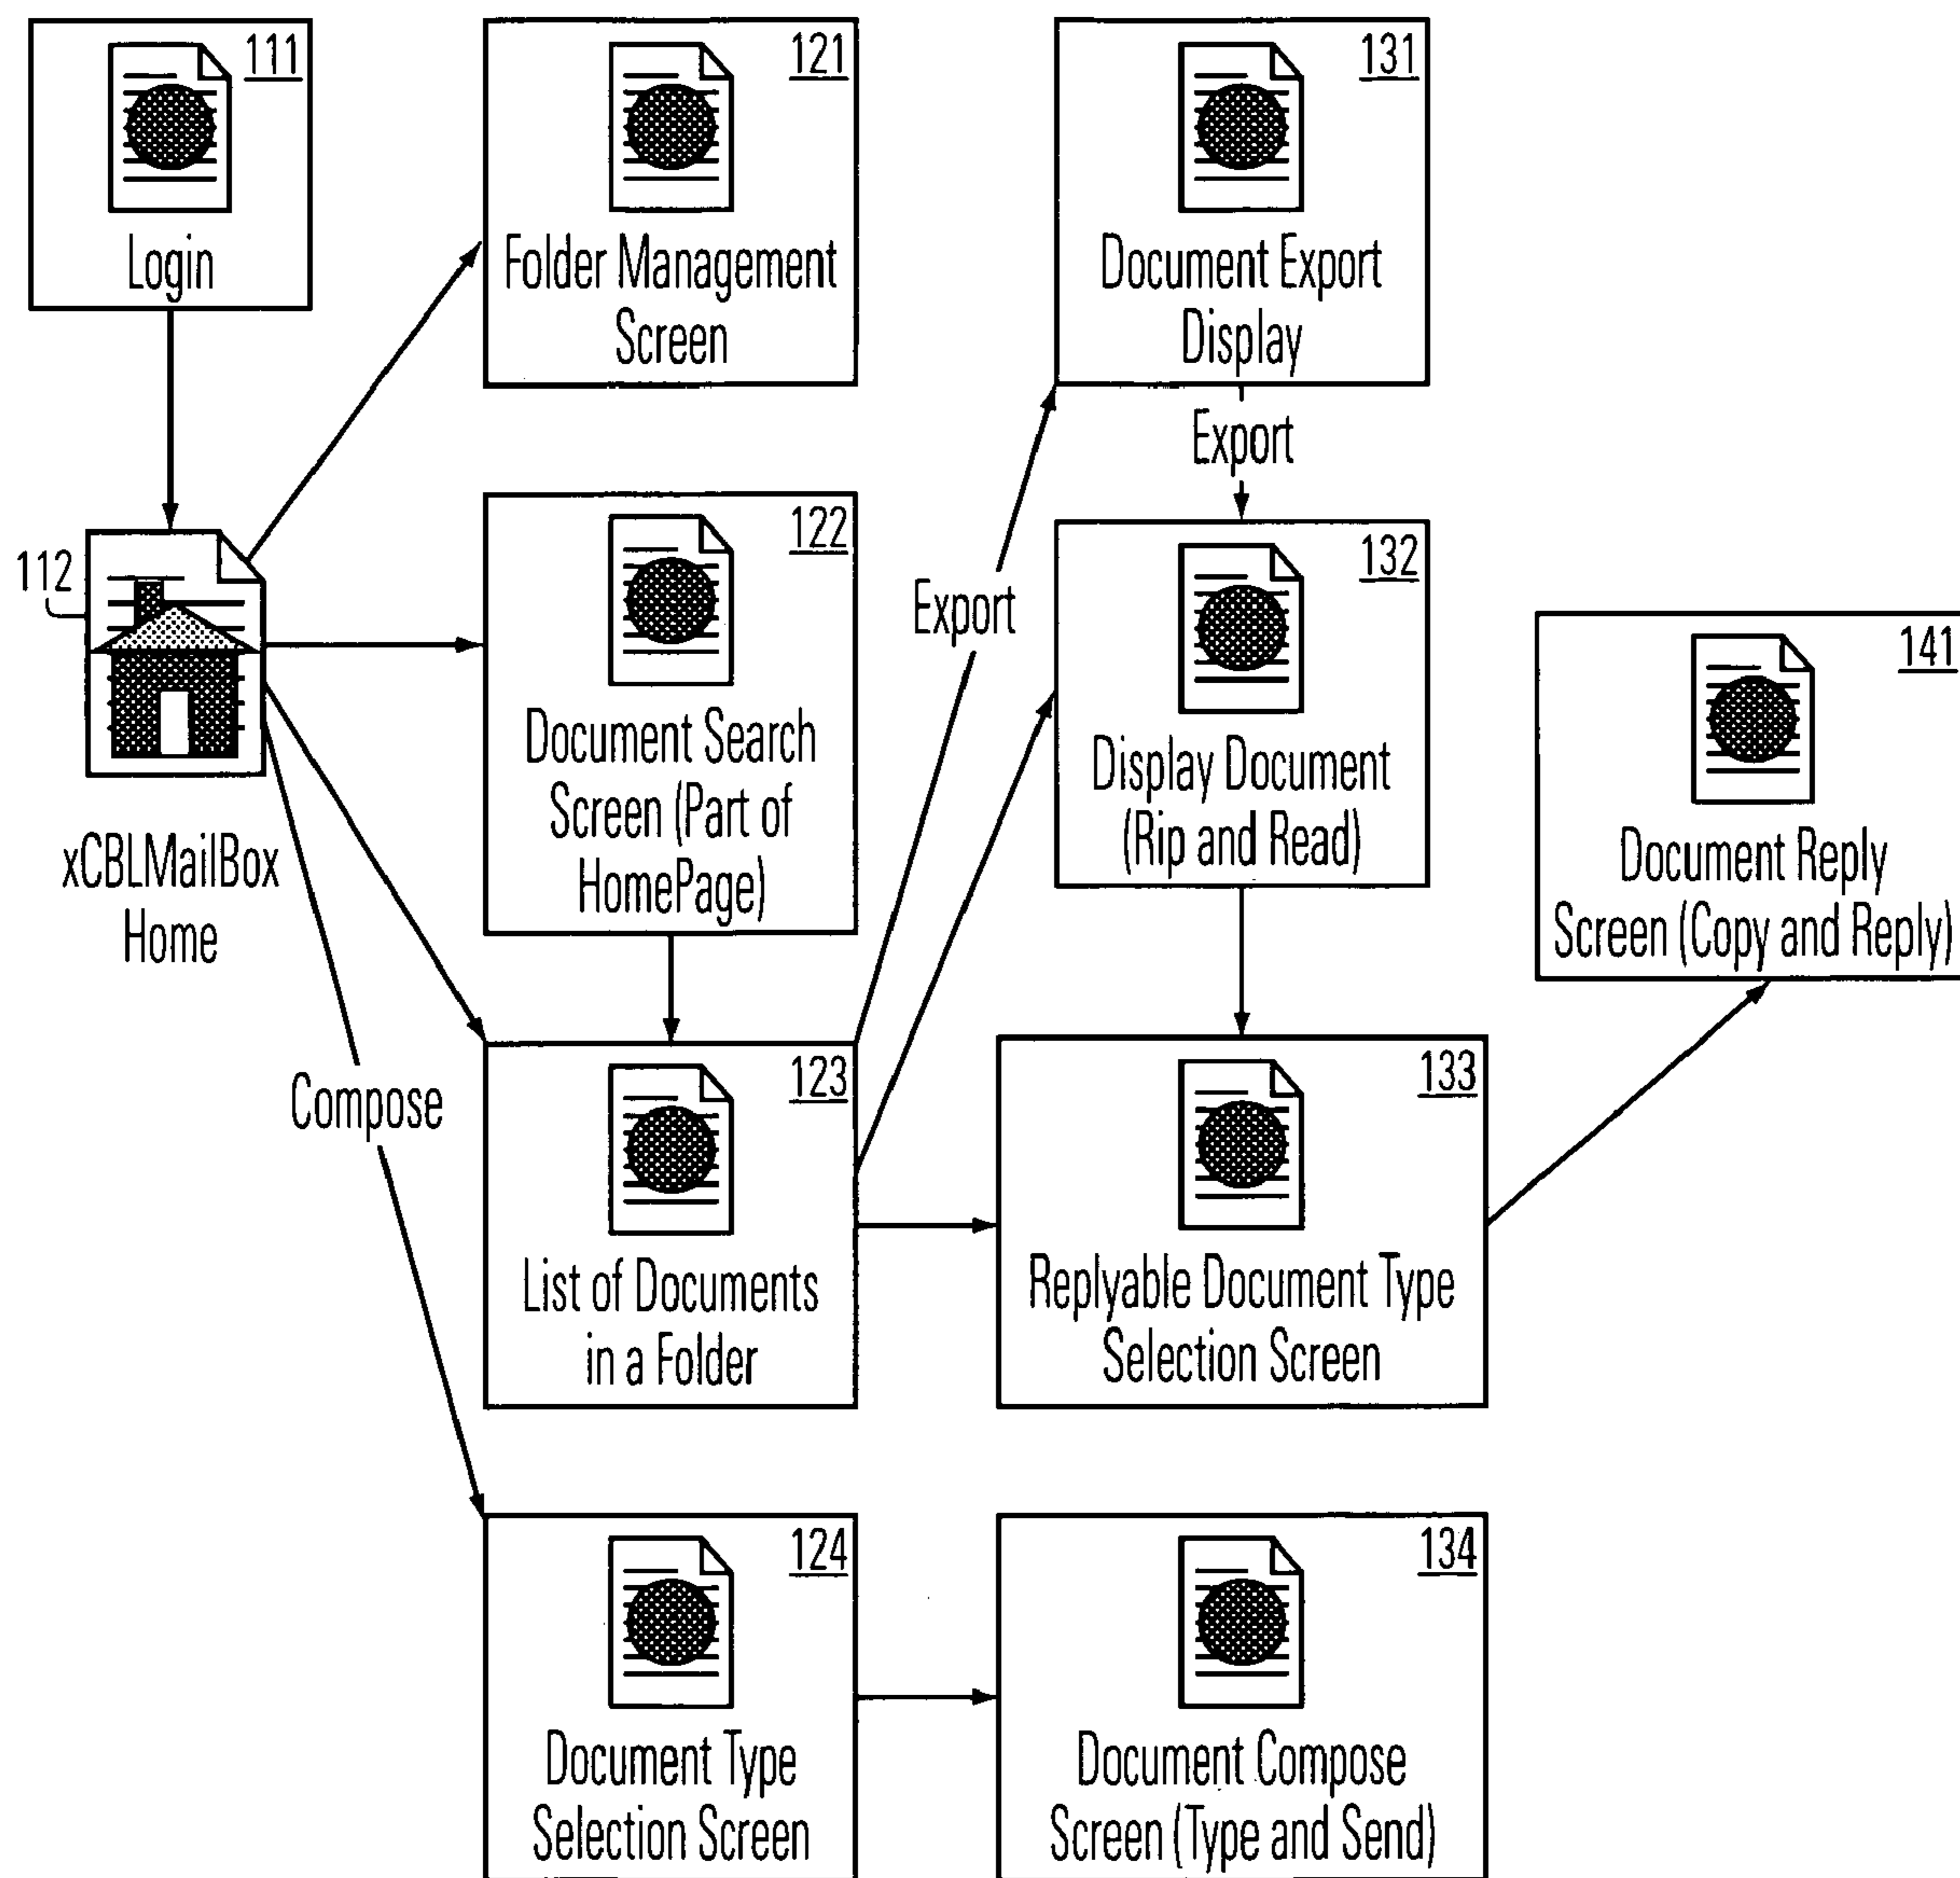 111
Login
121
Folder Management
Screen
131
Document Export
Display
Export
112
xCBLMailBox
Home
122
Document Search
Screen (Part of
HomePage)
Export
132
Display Document
(Rip and Read)
141
Document Reply
Screen (Copy and Reply)
Compose
123
List of Documents
in a Folder
133
Replyable Document Type
Selection Screen
124
Document Type
Selection Screen
134
Document Compose
Screen (Type and Send)